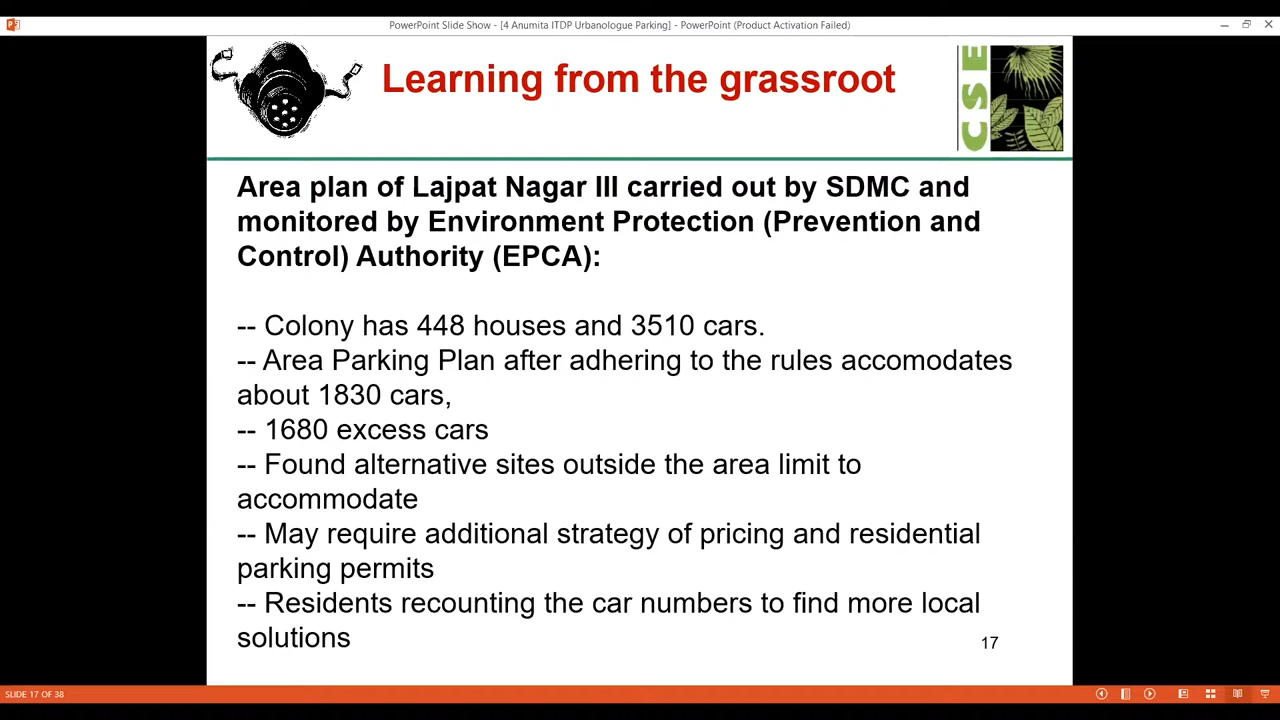 PowerPoint Slide Show - [4 Anumita ITDP Urbanologue Parking] - PowerPoint (Product Activation Failed)
Learning from the grassroot
CSE
Area plan of Lajpat Nagar III carried out by SDMC and
monitored by Environment Protection (Prevention and
Control) Authority (EPCA):
-- Colony has 448 houses and 3510 cars.
-- Area Parking Plan after adhering to the rules accomodates
about 1830 cars,
-- 1680 excess cars
-- Found alternative sites outside the area limit to
accommodate
-- May require additional strategy of pricing and residential
parking permits
-- Residents recounting the car numbers to find more local
solutions
17
SLIDE 17 OF 38